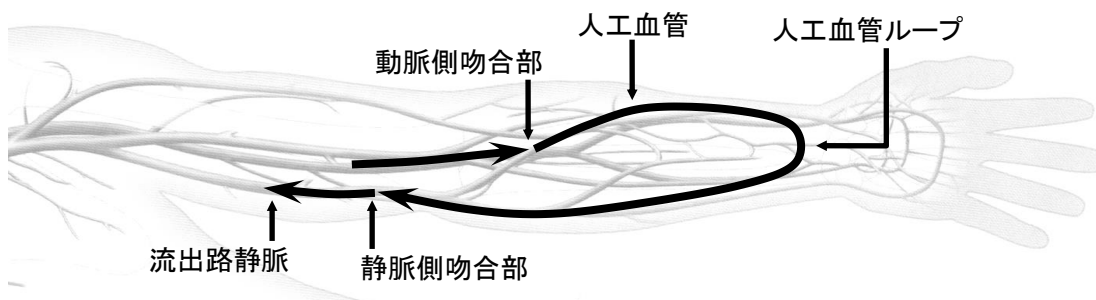 人工血管
人工血管ループ
動脈側吻合部
流出路静脈
静脈側吻合部